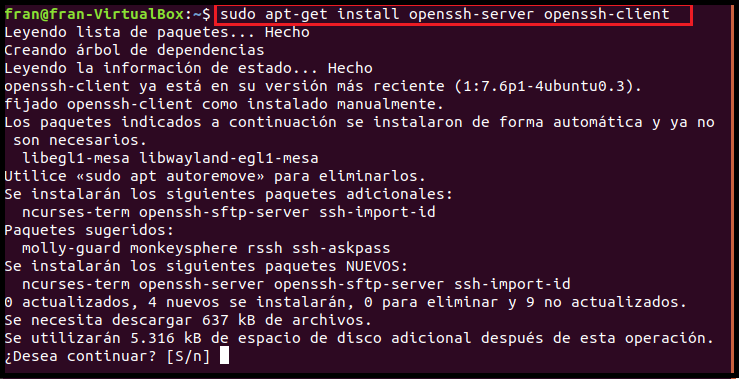 fran@fran-VirtualBox:~$ sudo apt-get install openssh-server openssh-client
Leyendo lista de paquetes... Hecho
Creando árbol de dependencias
Leyendo la información de estado... Hecho
openssh-client ya está en su versión más reciente (1:7.6p1-4ubuntu0.3).
fijado openssh-client como instalado manualmente.
Los paquetes indicados a continuación se instalaron de forma automática y ya no
son necesarios.
libegl1-mesa libwayland-egl1-mesa
Utilice «sudo apt autoremove» para eliminarlos.
Se instalarán los siguientes paquetes adicionales:
ncurses-term openssh-sftp-server ssh-import-id
Paquetes sugeridos:
molly-guard monkeysphere rssh ssh-askpass
Se instalarán los siguientes paquetes NUEVOS:
ncurses-term openssh-server openssh-sftp-server ssh-import-id
0 actualizados, 4 nuevos se instalarán, 0 para eliminar y 9 no actualizados.
Se necesita descargar 637 kB de archivos.
Se utilizarán 5.316 kB de espacio de disco adicional después de esta operación.
¿Desea continuar? [S/n]